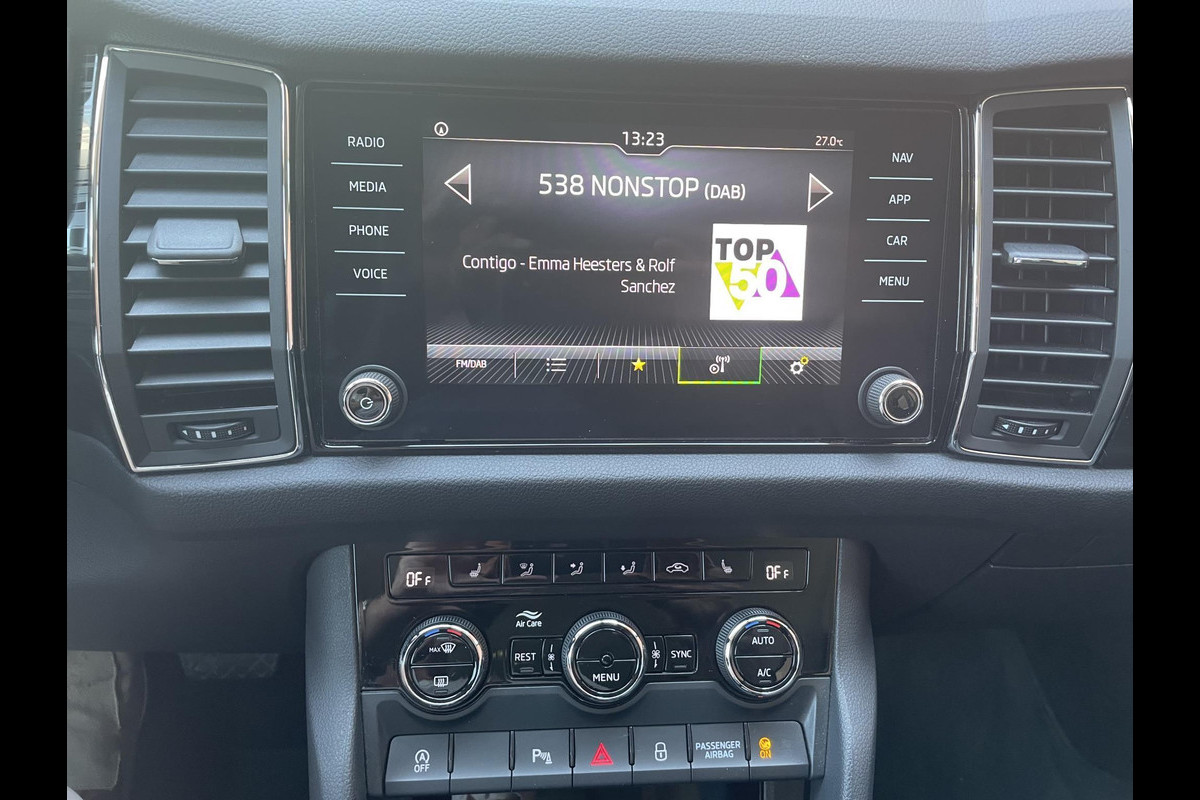 RADIO
MEDIA
PHONE
VOICE
13:23
27.0°C
538 NONSTOP (DAB)
Contigo - Emma Heesters & Rolf
Sanchez
TOP
50
FM/DAB
NAV
APP
CAR
MENU
OFF
OFF
Air Care
MAX
REST
MENU
SYNC
AUTO
A/C
A
OFF
P
PASSENGER
AIRBAG
ON